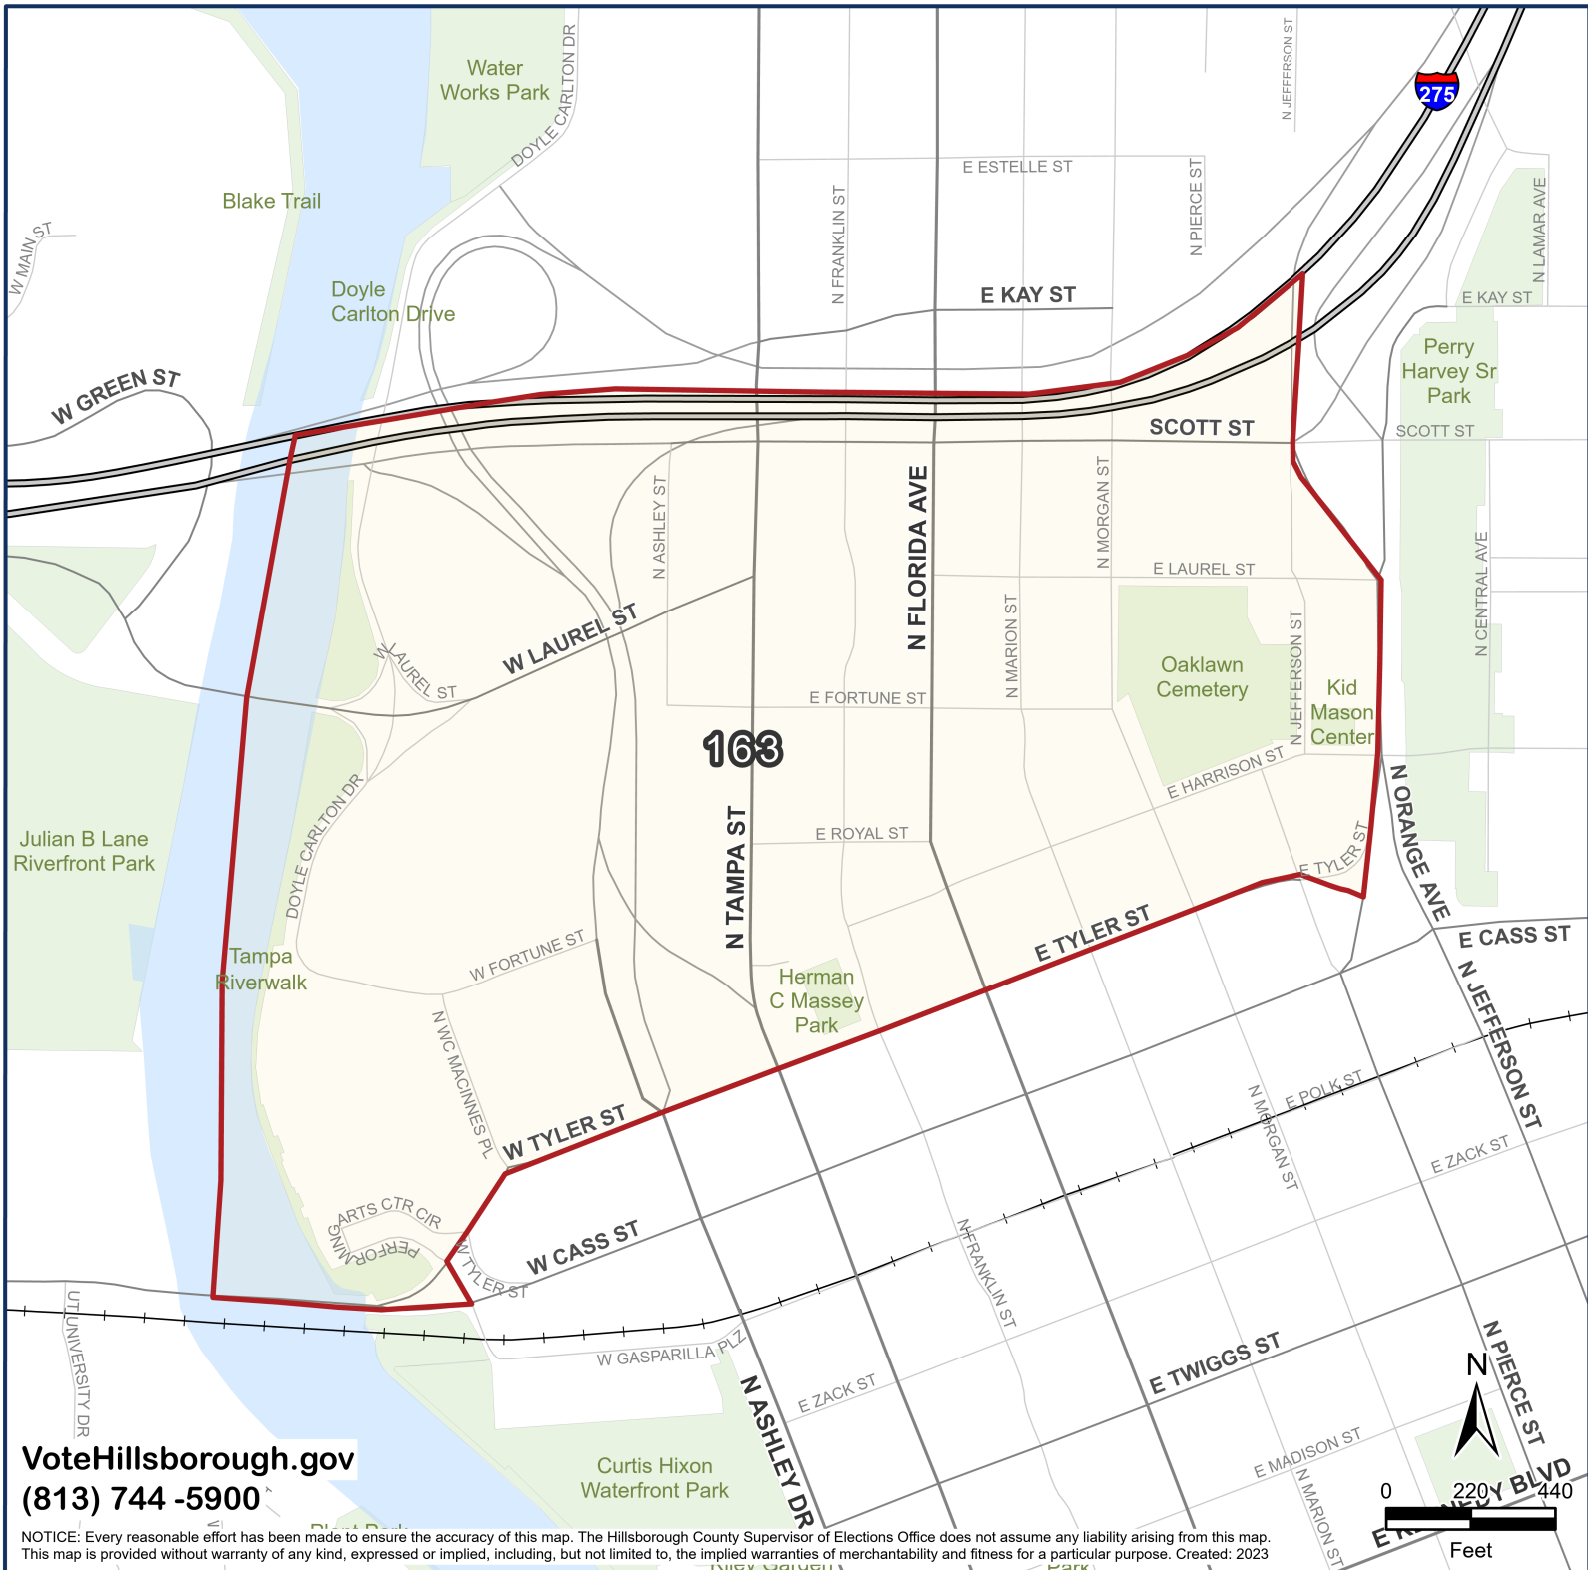 Water
Works Park
DOYLE CARLTON DR
DOYLE CARLTON DR
N JEFFERSON ST
275
E ESTELLE ST
N FRANKLIN ST
N PIERCE ST
N LAMAR AVE
Blake Trail
W MAIN ST
Doyle
Carlton Drive
E KAY ST
E KAY ST
Perry
Harvey Sr
Park
W GREEN ST
SCOTT ST
SCOTT ST
N ASHLEY ST
N FLORIDA AVE
N MORGAN ST
E LAUREL ST
N CENTRAL AVE
W LAUREL ST
W LAUREL ST
N MARION ST
Oaklawn
Cemetery
N JEFFERSON ST
Kid
Mason
Center
E FORTUNE ST
163
E HARRISON ST
N ORANGE AVE
Julian B Lane
Riverfront Park
DOYLE CARLTON DR
N TAMPA ST
E ROYAL ST
E TYLER ST
E TYLER ST
E CASS ST
Tampa
Riverwalk
W FORTUNE ST
Herman
C Massey
Park
N WC MACINNES PL
N JEFFERSON ST
W TYLER ST
E POLK ST
N MORGAN ST
E ZACK ST
PERFORMING
ARTS CTR CIR
W TYLER ST
W CASS ST
N FRANKLIN ST
UT UNIVERSITY DR
W GASPARILLA PLZ
E ZACK ST
N ASHLEY DR
E TWIGGS ST
N PIERCE ST
N
E MADISON ST
N MARION ST
Curtis Hixon
Waterfront Park
VoteHillsborough.gov
(813) 744 -5900
0 220 440
Feet
BLVD
Plant Park
NOTICE: Every reasonable effort has been made to ensure the accuracy of this map. The Hillsborough County Supervisor of Elections Office does not assume any liability arising from this map.
This map is provided without warranty of any kind, expressed or implied, including, but not limited to, the implied warranties of merchantability and fitness for a particular purpose. Created: 2023